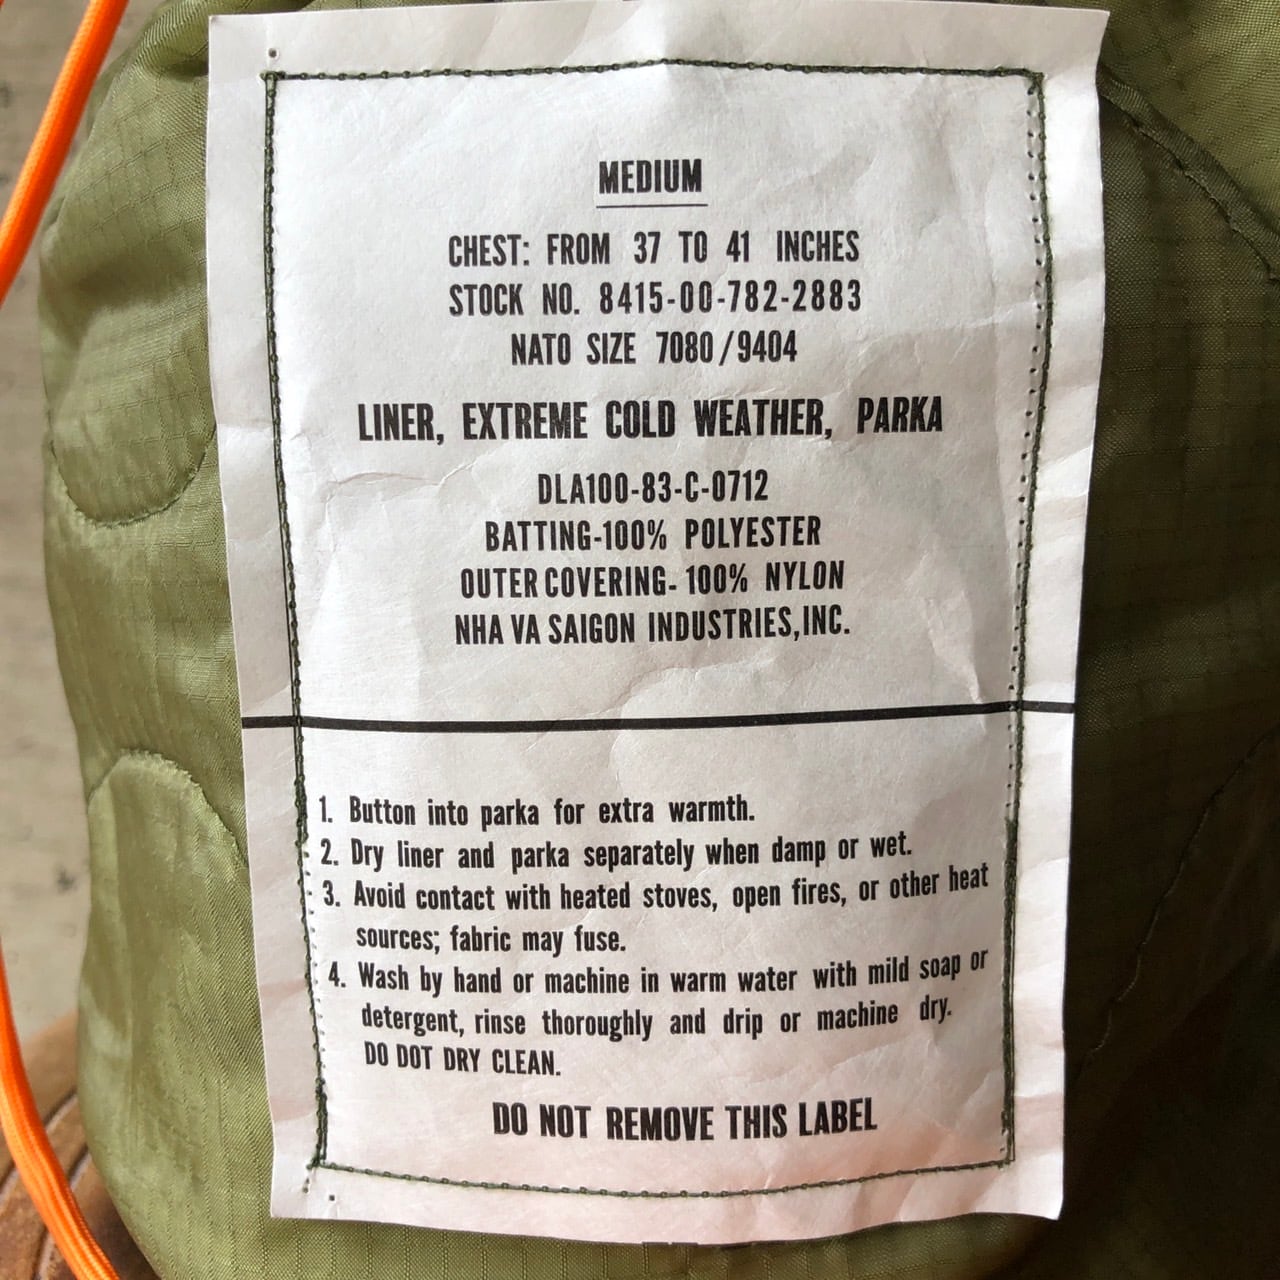 MEDIUM
CHEST: FROM 37 TO 41 INCHES
STOCK NO. 8415-00-782-2883
NATO SIZE 7080/9404
LINER, EXTREME COLD WEATHER, PARKA
DLA100-83-C-0712
BATTING-100% POLYESTER
OUTER COVERING- 100% NYLON
NHA VA SAIGON INDUSTRIES,INC.
1. Button into parka for extra warmth.
2. Dry liner and parka separately when damp or wet.
3. Avoid contact with heated stoves, open fires, or other heat
sources; fabric may fuse.
4. Wash by hand or machine in warm water with mild soap or
detergent, rinse thoroughly and drip or machine dry.
DO DOT DRY CLEAN.
DO NOT REMOVE THIS LABEL